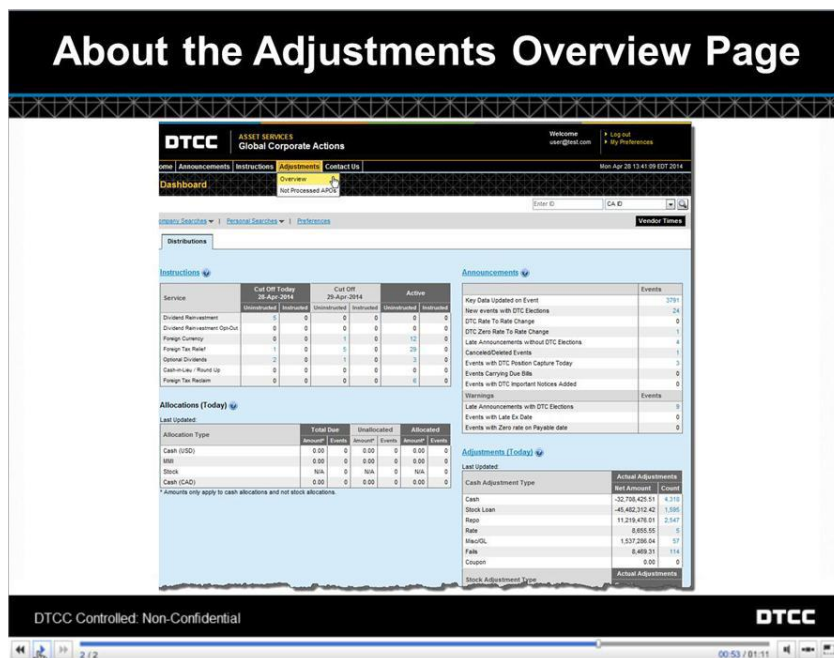 About the Adjustments Overview Page
DTCC
ASSET SERVICES
Global Corporate Actions
Welcome
user@test.com
Log out
My Preferences
ome Announcements Instructions Adjustments Contact Us
Mon Apr 28 13:41:09 EDT 2014
Overview
Not Processed APOs
Dashboard
Enter ID CA ID
ompany Searches | Personal Searches | Preferences
Vendor Times
Distributions
Instructions
Service Cut Off Today 28-Apr-2014 Cut Off 29-Apr-2014 Active
Uninstructed Instructed Uninstructed Instructed Uninstructed Instructed
Dividend Reinvestment 5 0 0 0 0 0
Dividend Reinvestment Opt-Out 0 0 0 0 0 0
Foreign Currency 0 0 1 0 12 0
Foreign Tax Relief 1 0 5 0 28 0
Optional Dividends 2 0 1 0 3 0
Cash-in-Lieu / Round Up 0 0 0 0 0 0
Foreign Tax Reclaim 0 0 0 0 6 0
Allocations (Today)
Last Updated:
Allocation Type Total Due Unallocated Allocated
Amount* Events Amount* Events Amount* Events
Cash (USD) 0.00 0 0.00 0 0.00 0
MMI 0.00 0 0.00 0 0.00 0
Stock N/A 0 N/A 0 N/A 0
Cash (CAD) 0.00 0 0.00 0 0.00 0
* Amounts only apply to cash allocations and not stock allocations.
Announcements
Events
Key Data Updated on Event 3791
New events with DTC Elections 24
DTC Rate To Rate Change 0
DTC Zero Rate To Rate Change 1
Late Announcements without DTC Elections 4
Canceled/Deleted Events 1
Events with DTC Position Capture Today 3
Events Carrying Due Bills 0
Events with DTC Important Notices Added 0
Warnings Events
Late Announcements with DTC Elections 9
Events with Late Ex Date 0
Events with Zero rate on Payable date 0
Adjustments (Today)
Last Updated:
Cash Adjustment Type Actual Adjustments
Net Amount Count
Cash -32,708,425.51 4,318
Stock Loan -45,482,312.42 1,595
Repo 11,219,478.01 2,547
Rate 8,655.55 5
Misc/GL 1,537,286.04 57
Fails 8,469.31 114
Coupon 0.00 0
Stock Adjustment Type Actual Adjustments
DTCC Controlled: Non-Confidential
DTCC
2 / 2
00:53 / 01:11